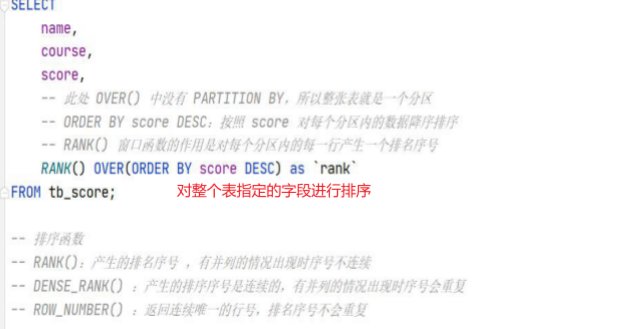 SELECT
name,
course,
score,
-- 此处 OVER() 中没有 PARTITION BY，所以整张表就是一个分区
-- ORDER BY score DESC：按照 score 对每个分区内的数据降序排序
-- RANK() 窗口函数的作用是对每个分区内的每一行产生一个排名序号
RANK() OVER(ORDER BY score DESC) as `rank`
FROM tb_score;
对整个表指定的字段进行排序
-- 排序函数
-- RANK()：产生的排名序号 ，有并列的情况出现时序号不连续
-- DENSE_RANK() ：产生的排序序号是连续的，有并列的情况出现时序号会重复
-- ROW_NUMBER() ：返回连续唯一的行号，排名序号不会重复